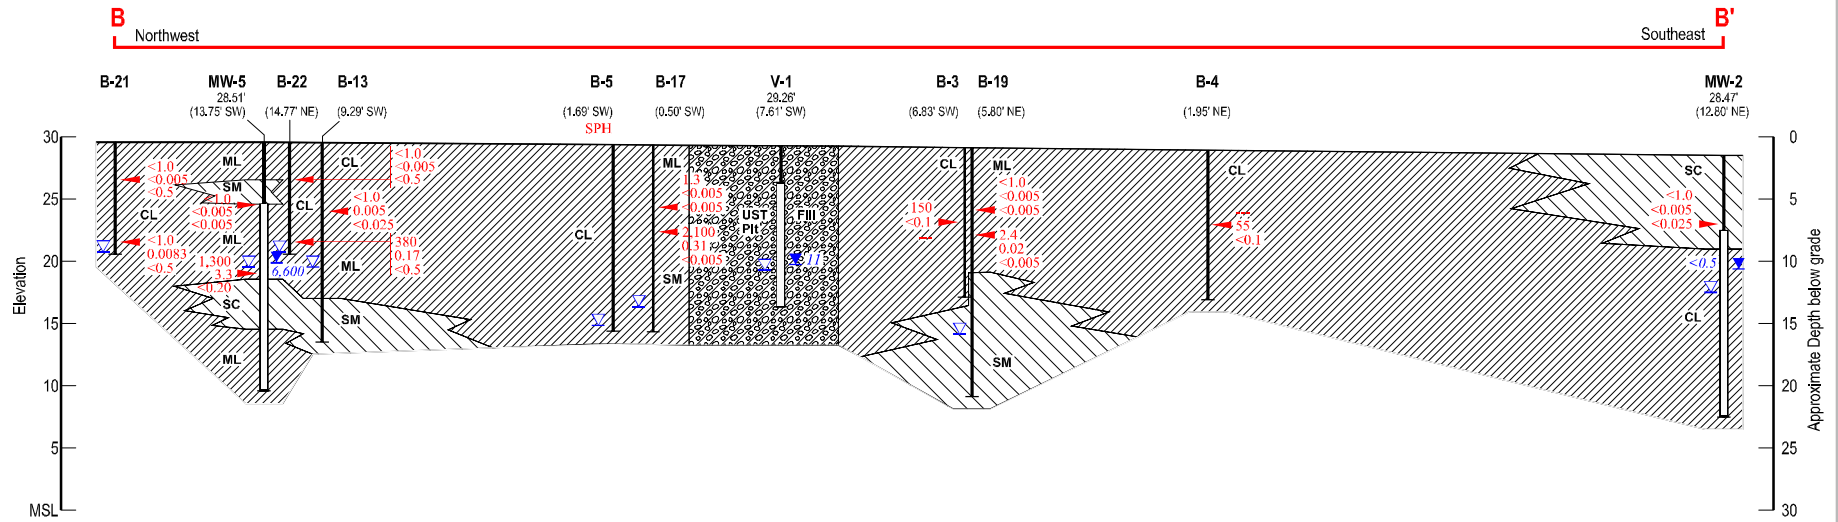 B
B'
Northwest
Southeast
B-21
MW-5
28.51'
(13.75' SW)
B-22
(14.77' NE)
B-13
(9.29' SW)
B-5
(1.69' SW)
SPH
B-17
(0.50' SW)
V-1
29.26'
(7.61' SW)
B-3
(6.83' SW)
B-19
(5.80' NE)
B-4
(1.95' NE)
MW-2
28.47'
(12.80' NE)
Elevation
30
25
20
15
10
5
MSL
<1.0
<0.005
<0.5
CL
<1.0
0.0083
<0.5
ML
SM
<1.0
<0.005
<0.005
ML
1,300
3.3
<0.20
SC
ML
6,600
CL
CL
<1.0
<0.005
<0.5
<1.0
0.005
<0.025
380
0.17
<0.5
ML
SM
CL
ML
1.3
<0.005
<0.005
2,100
0.31
<0.005
SM
UST
Pit
Fill
11
CL
150
<0.1
--
ML
<1.0
<0.005
<0.005
2.4
0.02
<0.005
SM
CL
--
55
<0.1
SC
<1.0
<0.005
<0.025
<0.5
CL
0
5
10
15
20
25
30
Approximate Depth below grade